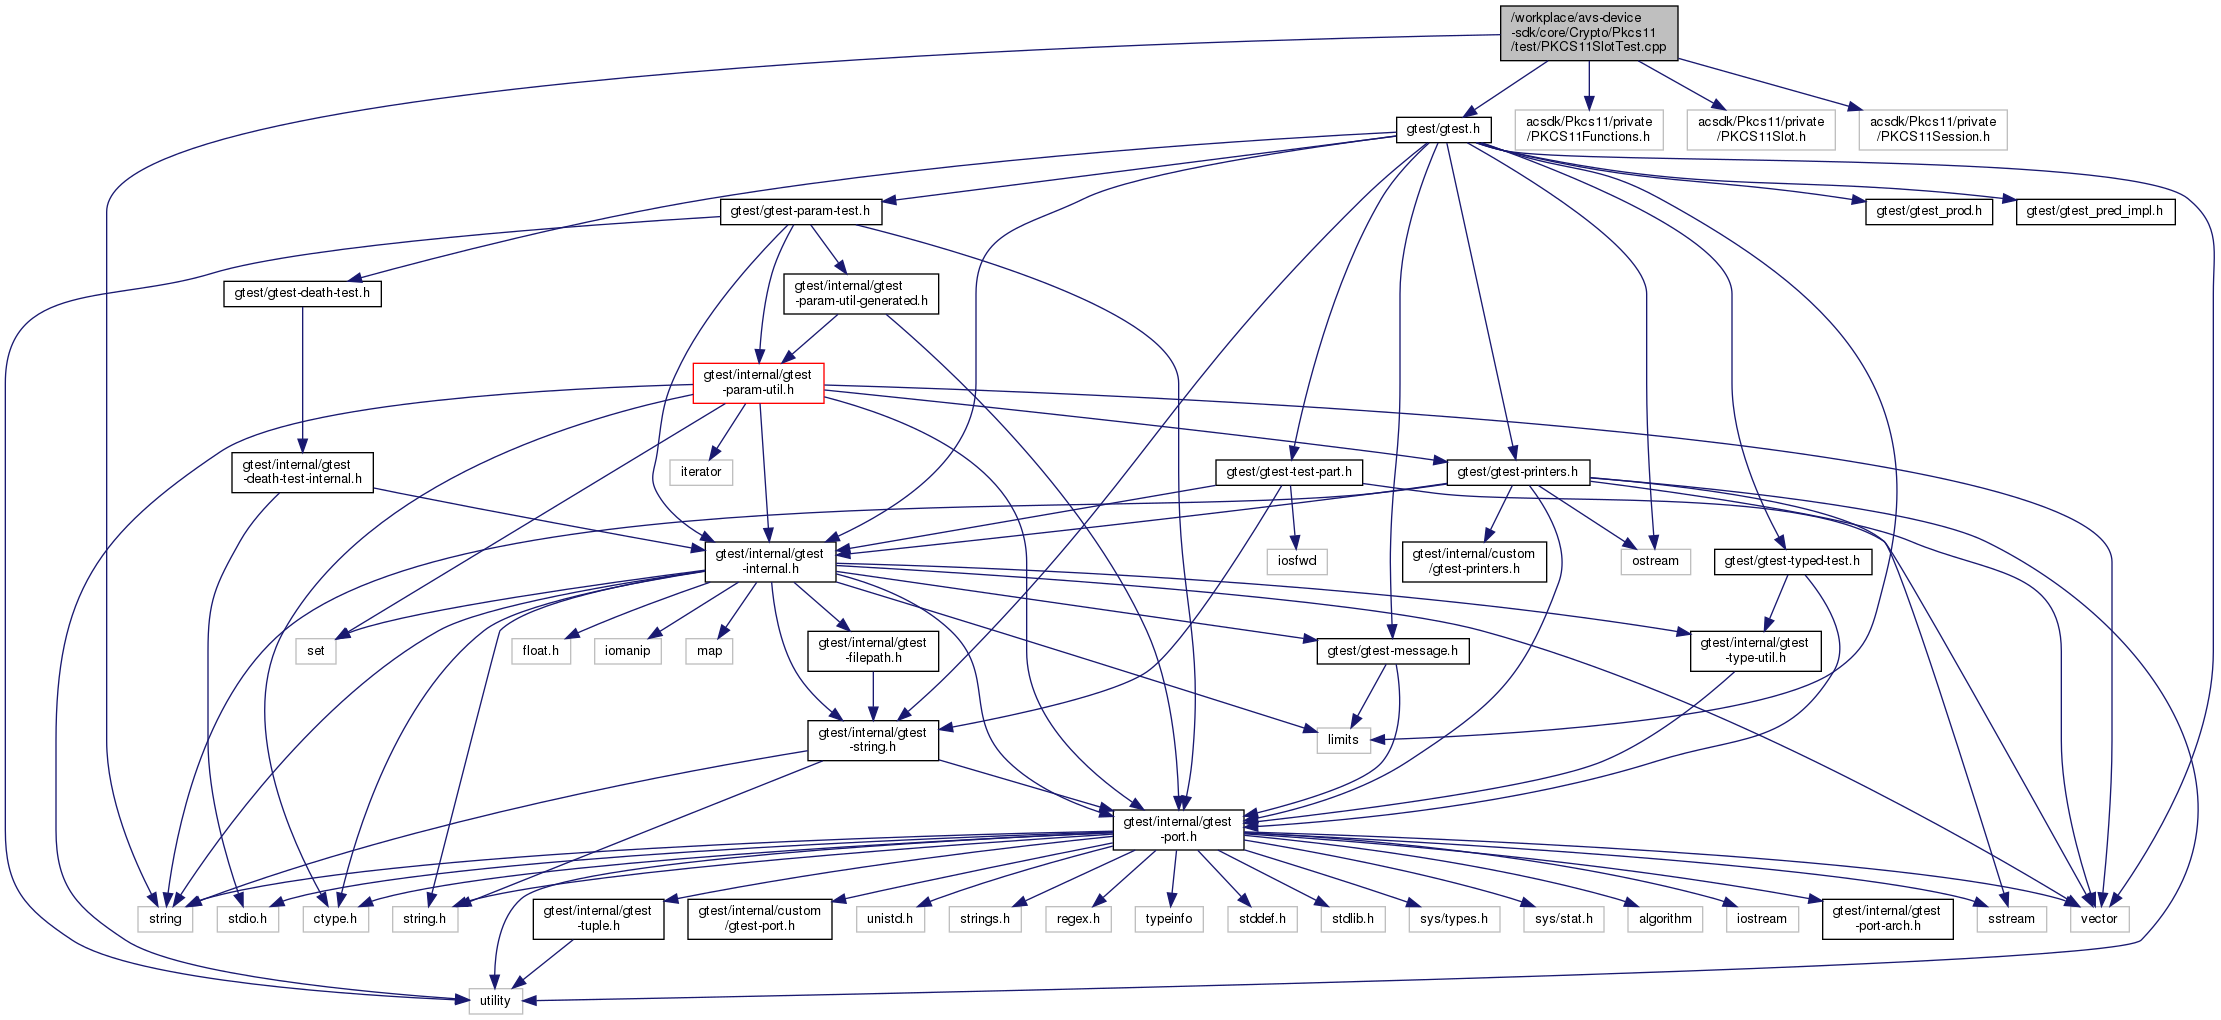 /workplace/avs-device
-sdk/core/Crypto/Pkcs11
/test/PKCS11SlotTest.cpp
gtest/gtest.h
acsdk/Pkcs11/private
/PKCS11Functions.h
acsdk/Pkcs11/private
/PKCS11Slot.h
acsdk/Pkcs11/private
/PKCS11Session.h
gtest/gtest-param-test.h
gtest/gtest_prod.h
gtest/gtest_pred_impl.h
gtest/gtest-death-test.h
gtest/internal/gtest
-param-util-generated.h
gtest/internal/gtest
-param-util.h
gtest/internal/gtest
-death-test-internal.h
iterator
gtest/gtest-test-part.h
gtest/gtest-printers.h
gtest/internal/gtest
-internal.h
iosfwd
gtest/internal/custom
/gtest-printers.h
ostream
gtest/gtest-typed-test.h
set
float.h
iomanip
map
gtest/internal/gtest
-filepath.h
gtest/gtest-message.h
gtest/internal/gtest
-type-util.h
gtest/internal/gtest
-string.h
limits
gtest/internal/gtest
-port.h
string
stdio.h
ctype.h
string.h
gtest/internal/gtest
-tuple.h
gtest/internal/custom
/gtest-port.h
unistd.h
strings.h
regex.h
typeinfo
stddef.h
stdlib.h
sys/types.h
sys/stat.h
algorithm
iostream
gtest/internal/gtest
-port-arch.h
sstream
vector
utility